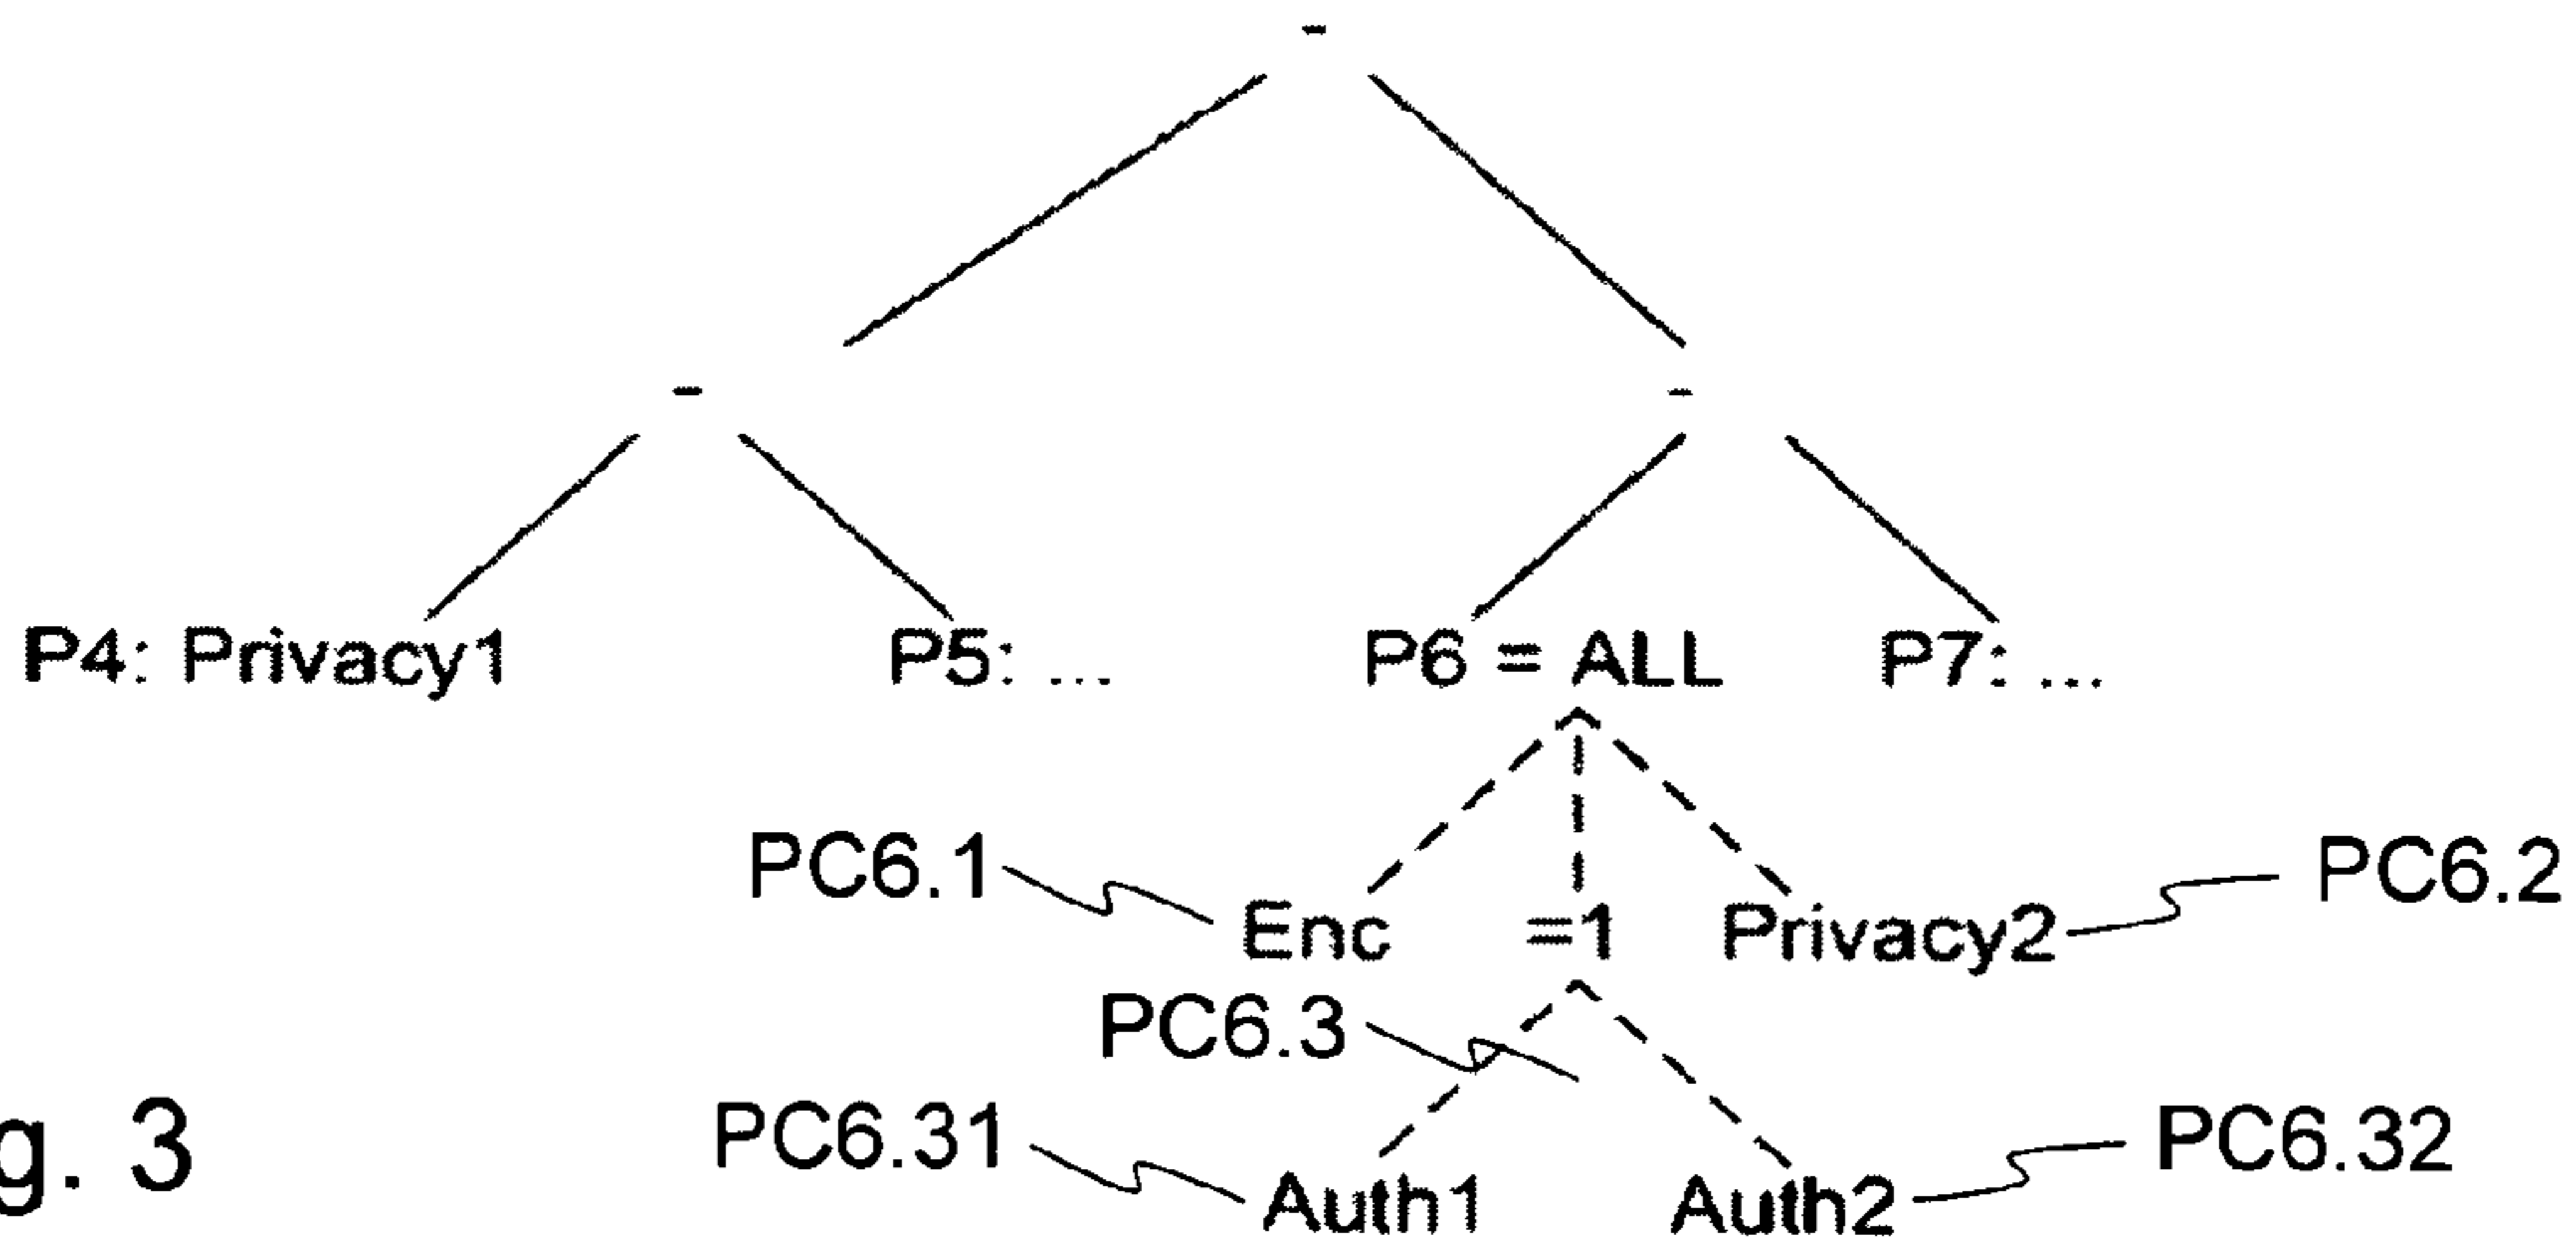 -
- -
P4: Privacy1 P5: ... P6 = ALL P7: ...
PC6.1 PC6.2
Enc =1 Privacy2
PC6.3
PC6.31 PC6.32
g. 3
Auth1 Auth2